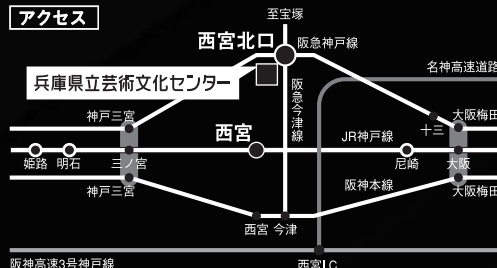 アクセス
至宝塚
西宮北口
阪急神戸線
兵庫県立芸術文化センター
阪急今津線
名神高速道路
神戸三宮
十三
大阪梅田
西宮
JR神戸線
姫路
明石
三ノ宮
尼崎
大阪
神戸三宮
阪神本線
大阪梅田
西宮
今津
阪神高速3号神戸線
西宮I.C